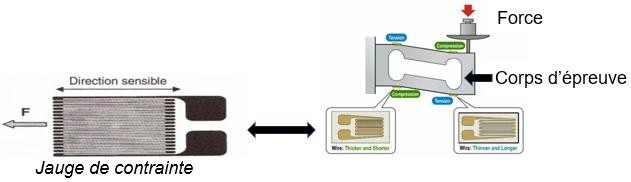 Force
Tension
Compression
Direction sensible
Corps d'épreuve
F
Compression
Tension
Wire: Thicker and Shorter
Wire: Thinner and Longer
Jauge de contrainte